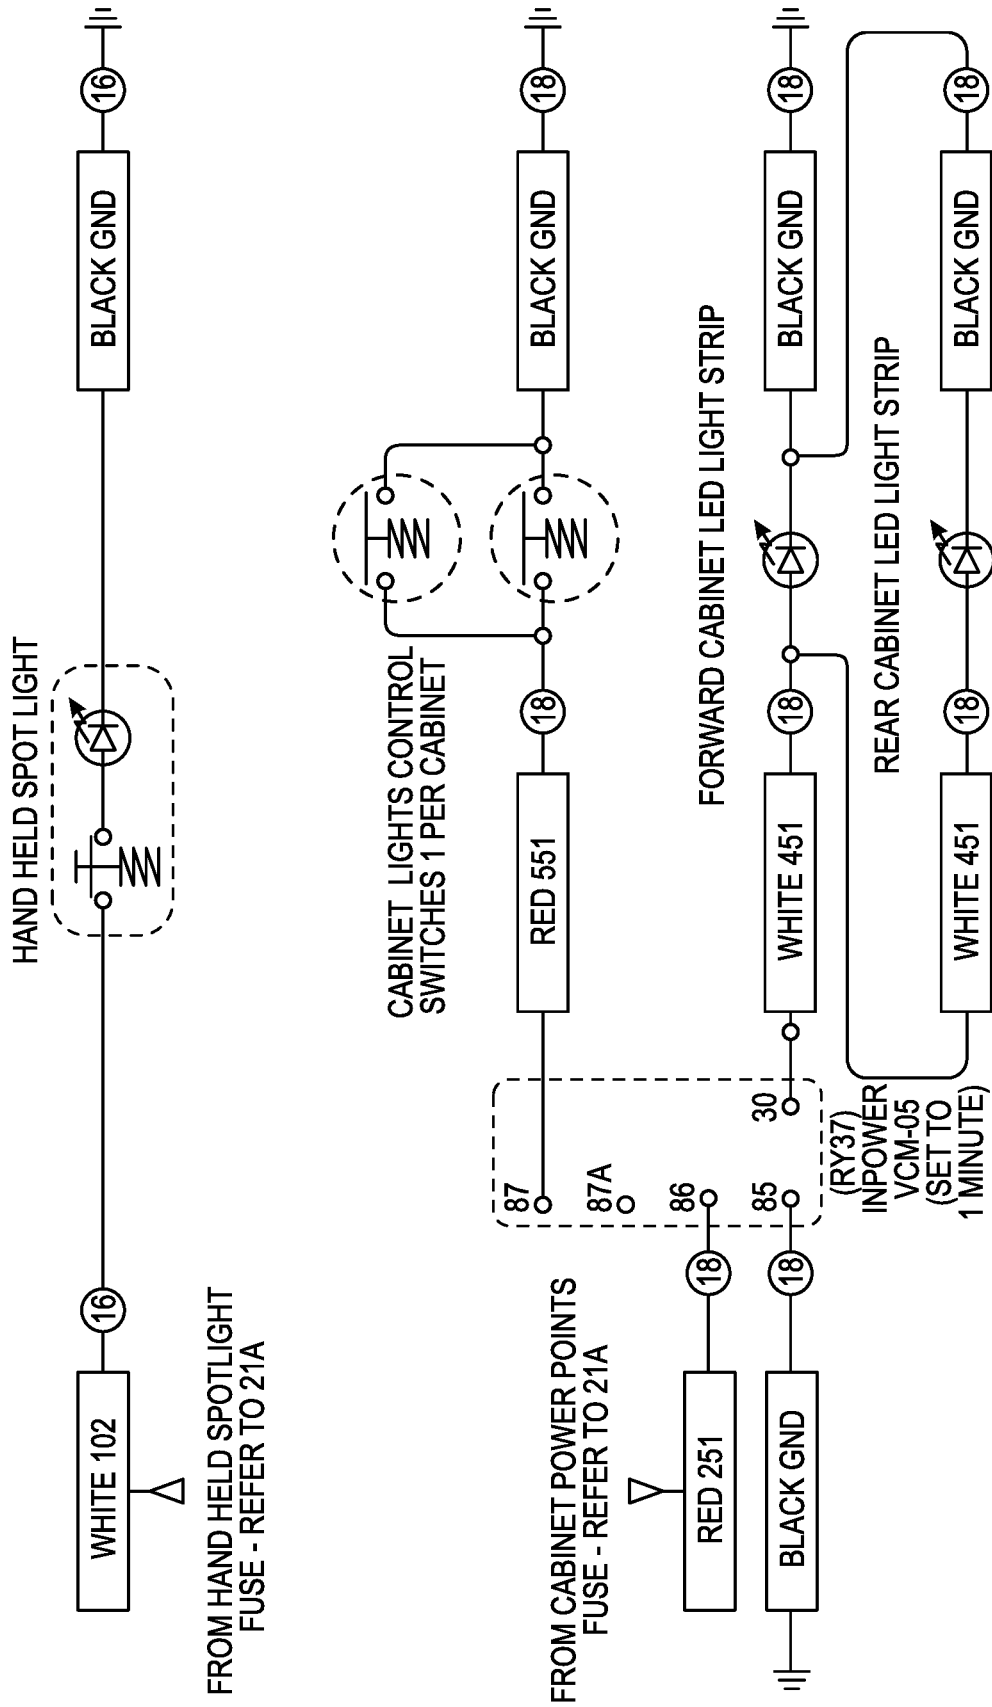 HAND HELD SPOT LIGHT
WHITE 102
16
BLACK GND
16
FROM HAND HELD SPOTLIGHT
FUSE - REFER TO 21A
CABINET LIGHTS CONTROL
SWITCHES 1 PER CABINET
87
RED 551
18
BLACK GND
18
87A
FROM CABINET POWER POINTS
FUSE - REFER TO 21A
RED 251
18
86
FORWARD CABINET LED LIGHT STRIP
BLACK GND
18
85
30
WHITE 451
18
BLACK GND
18
(RY37)
INPOWER
VCM-05
(SET TO
1 MINUTE)
REAR CABINET LED LIGHT STRIP
WHITE 451
18
BLACK GND
18